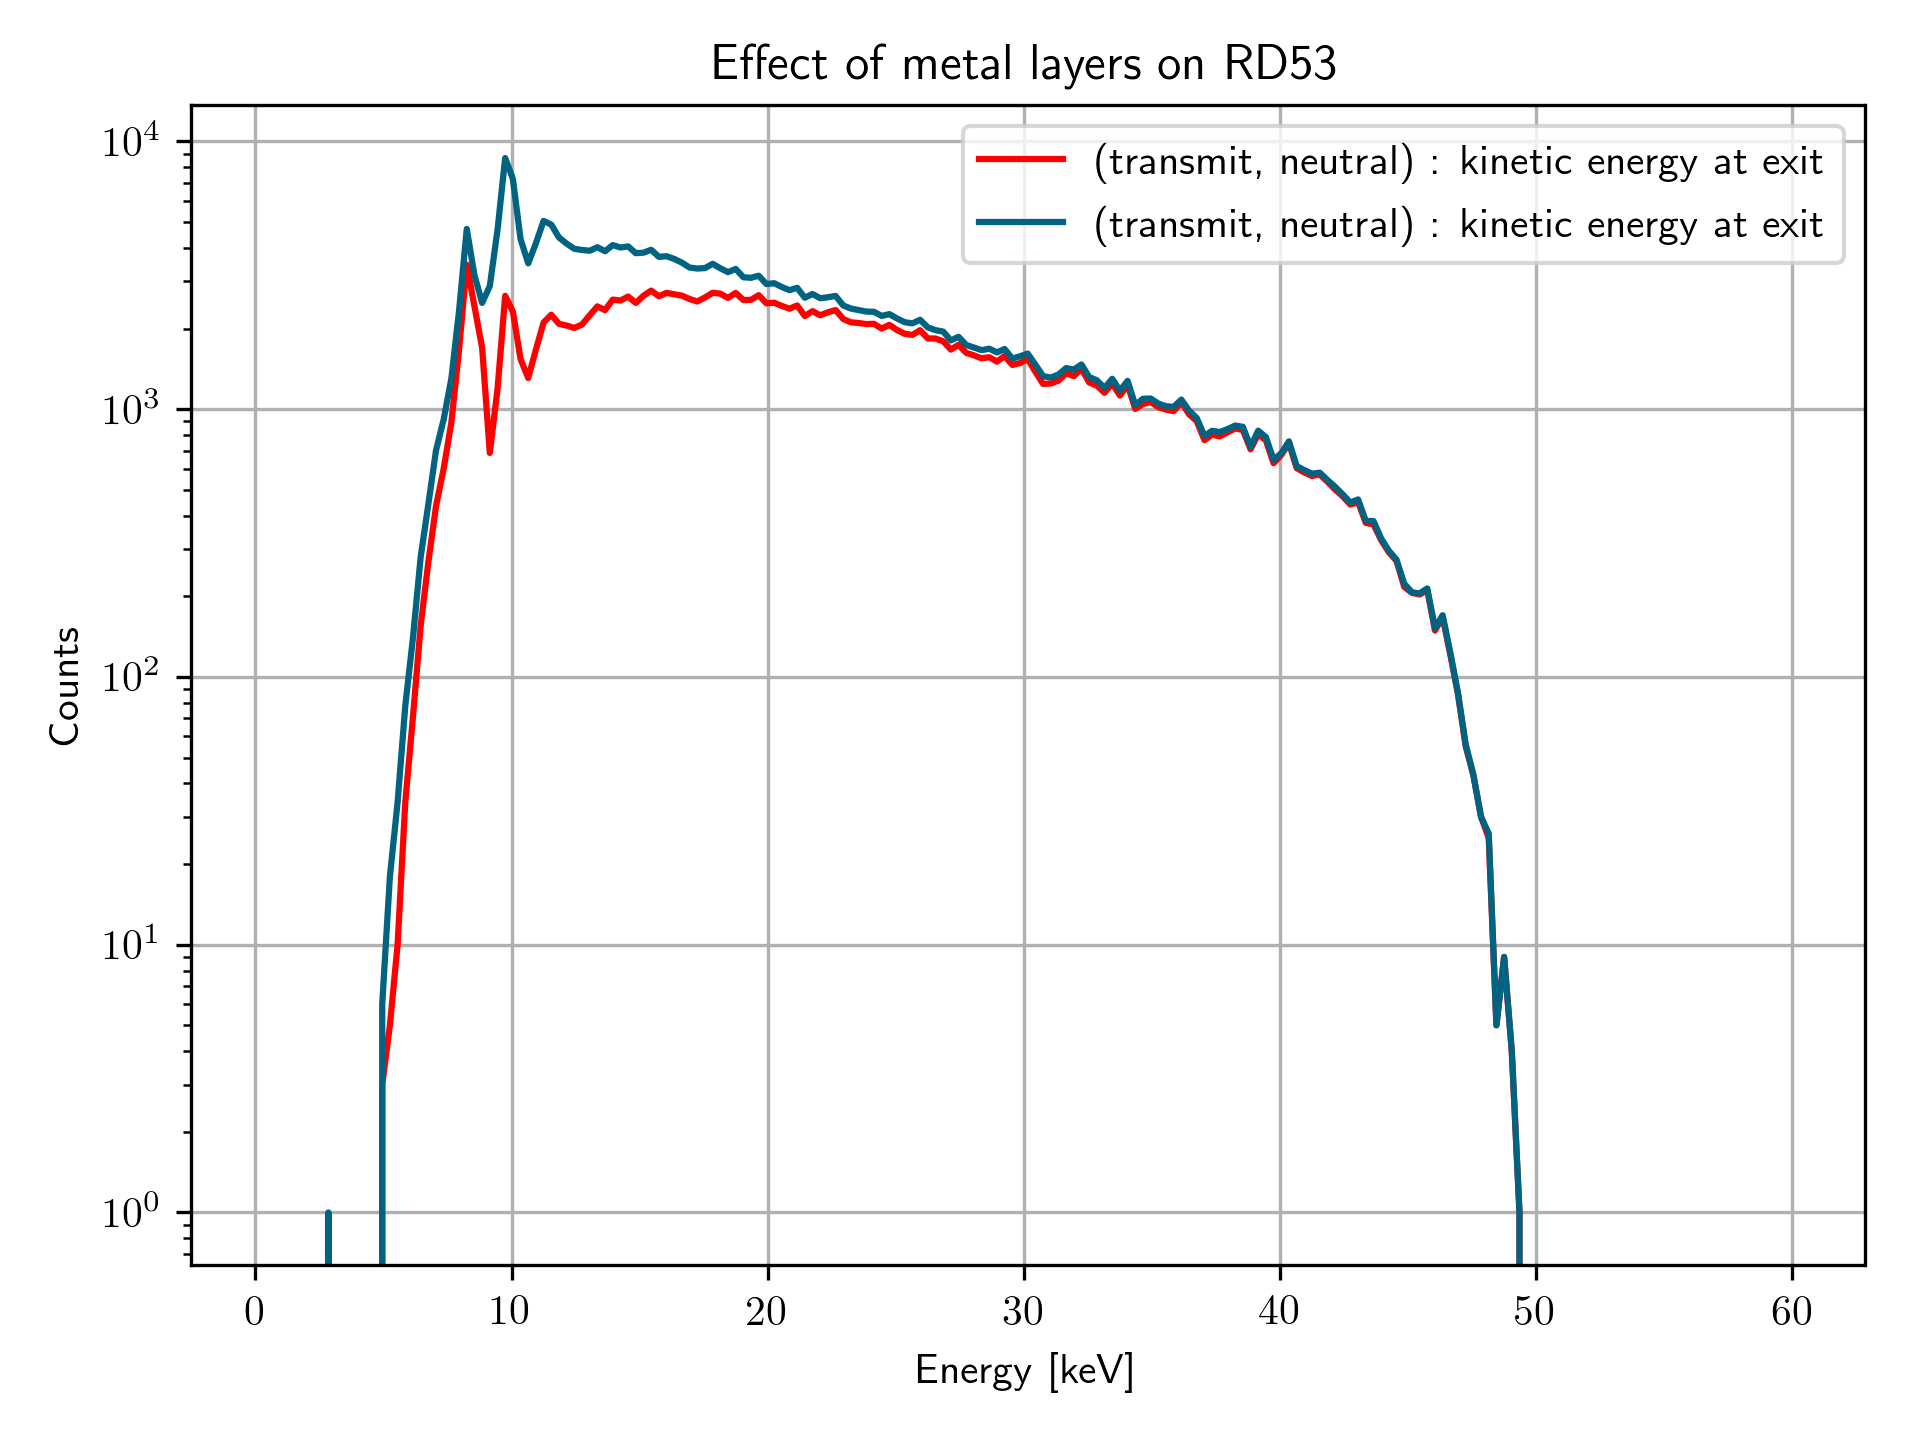 Effect of metal layers on RD53
(transmit, neutral) : kinetic energy at exit
(transmit, neutral) : kinetic energy at exit
10^4
10^3
10^2
10^1
10^0
Counts
0 10 20 30 40 50 60
Energy [keV]